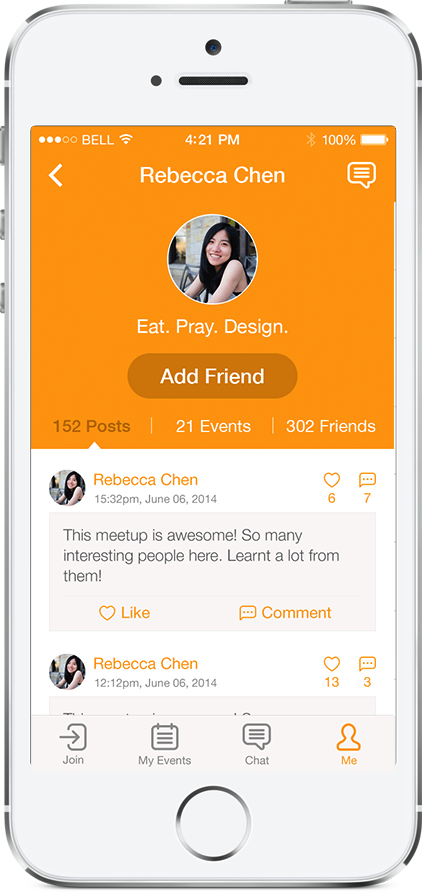 BELL 4:21 PM 100%
Rebecca Chen
Eat. Pray. Design.
Add Friend
152 Posts 21 Events 302 Friends
Rebecca Chen
15:32pm, June 06, 2014
6 7
This meetup is awesome! So many
interesting people here. Learnt a lot from
them!
Like Comment
Rebecca Chen
12:12pm, June 06, 2014
13 3
Join My Events Chat Me